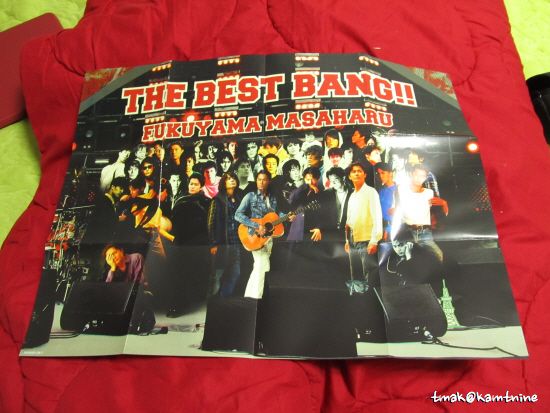 THE BEST BANG!!
FUKUYAMA MASAHARU
tmak@kamtnine